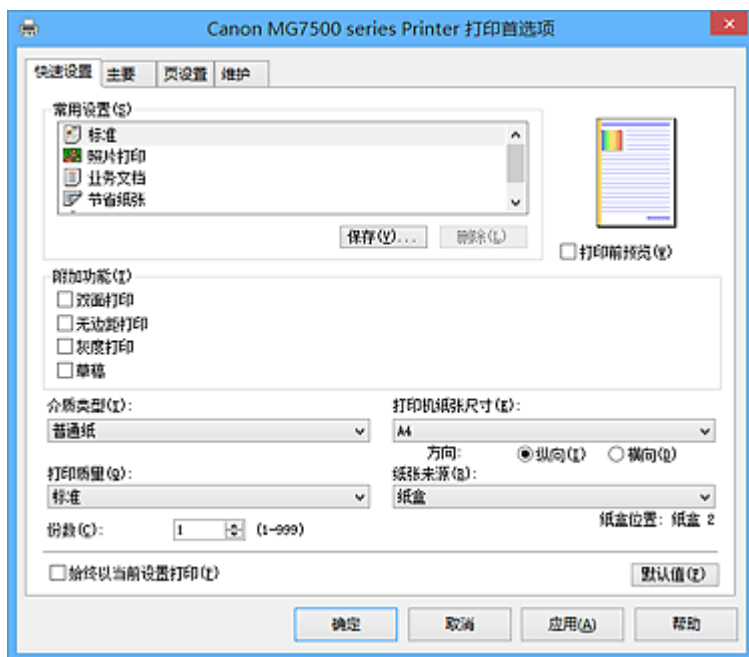 Canon MG7500 series Printer 打印首选项
快速设置 主要 页设置 维护
常用设置(S)
标准
照片打印
业务文档
节省纸张
保存(V)... 删除(L)
打印前预览(W)
附加功能(I)
双面打印
无边距打印
灰度打印
草稿
介质类型(I): 打印机纸张尺寸(E):
普通纸 A4
方向: 纵向(I) 横向(D)
打印质量(Q): 纸张来源(B):
标准 纸盒
份数(C): 1 (1-999) 纸盒位置: 纸盒 2
始终以当前设置打印(t) 默认值(F)
确定 取消 应用(A) 帮助